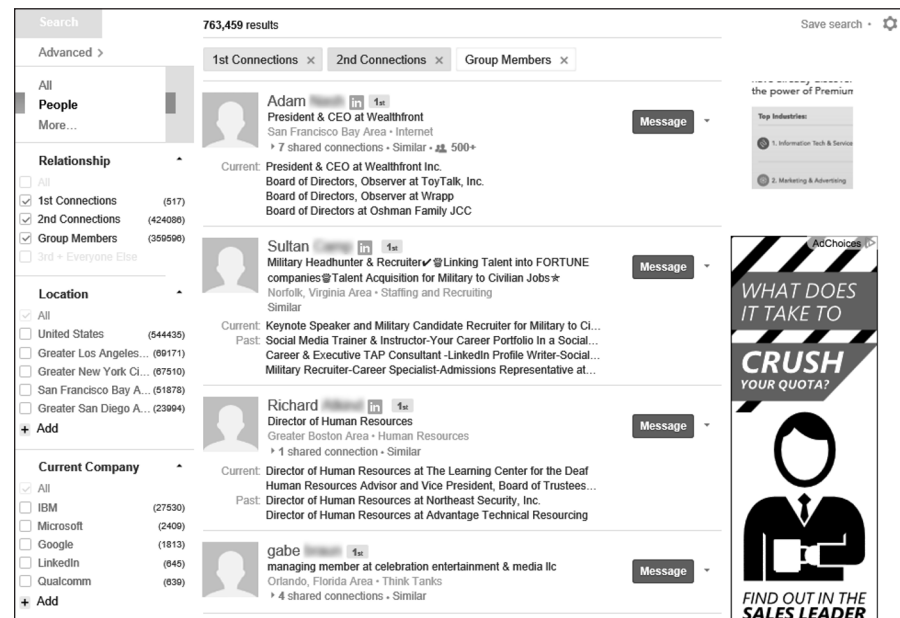 Search
Advanced >
All
People
More...
Relationship
All
1st Connections (517)
2nd Connections (424086)
Group Members (359596)
3rd + Everyone Else
Location
All
United States (544435)
Greater Los Angeles... (69171)
Greater New York Ci... (67510)
San Francisco Bay A... (51878)
Greater San Diego A... (23994)
+ Add
Current Company
All
IBM (27530)
Microsoft (2409)
Google (1813)
LinkedIn (645)
Qualcomm (639)
+ Add
763,459 results
Save search
1st Connections × 2nd Connections × Group Members ×
Adam in 1st
President & CEO at Wealthfront
San Francisco Bay Area • Internet
7 shared connections • Similar • 500+
Message
Current: President & CEO at Wealthfront Inc.
Board of Directors, Observer at ToyTalk, Inc.
Board of Directors, Observer at Wrapp
Board of Directors at Oshman Family JCC
Sultan in 1st
Military Headhunter & Recruiter✔Linking Talent into FORTUNE
companies Talent Acquisition for Military to Civilian Jobs★
Norfolk, Virginia Area • Staffing and Recruiting
Similar
Message
Current: Keynote Speaker and Military Candidate Recruiter for Military to Ci...
Past: Social Media Trainer & Instructor-Your Career Portfolio In a Social...
Career & Executive TAP Consultant -LinkedIn Profile Writer-Social...
Military Recruiter-Career Specialist-Admissions Representative at...
Richard in 1st
Director of Human Resources
Greater Boston Area • Human Resources
1 shared connection • Similar
Message
Current: Director of Human Resources at The Learning Center for the Deaf
Human Resources Advisor and Vice President, Board of Trustees...
Past: Director of Human Resources at Northeast Security, Inc.
Director of Human Resources at Advantage Technical Resourcing
gabe 1st
managing member at celebration entertainment & media llc
Orlando, Florida Area • Think Tanks
4 shared connections • Similar
Message
the power of Premium
Top Industries:
1. Information Tech & Service
2. Marketing & Advertising
AdChoices
WHAT DOES
IT TAKE TO
CRUSH
YOUR QUOTA?
FIND OUT IN THE
SALES LEADER